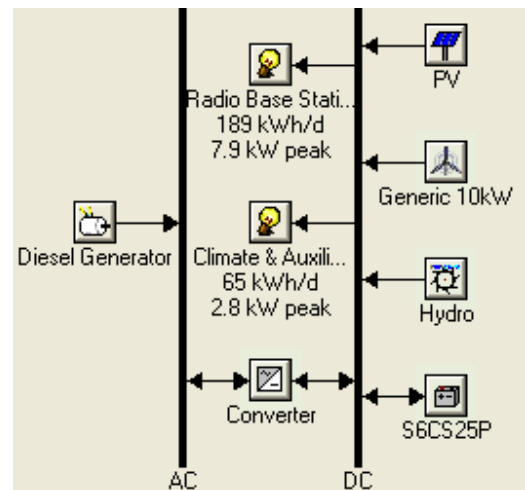 Radio Base Stati...
189 kWh/d
7.9 kW peak
PV
Generic 10kW
Diesel Generator
Climate & Auxili...
65 kWh/d
2.8 kW peak
Hydro
Converter
S6CS25P
AC
DC